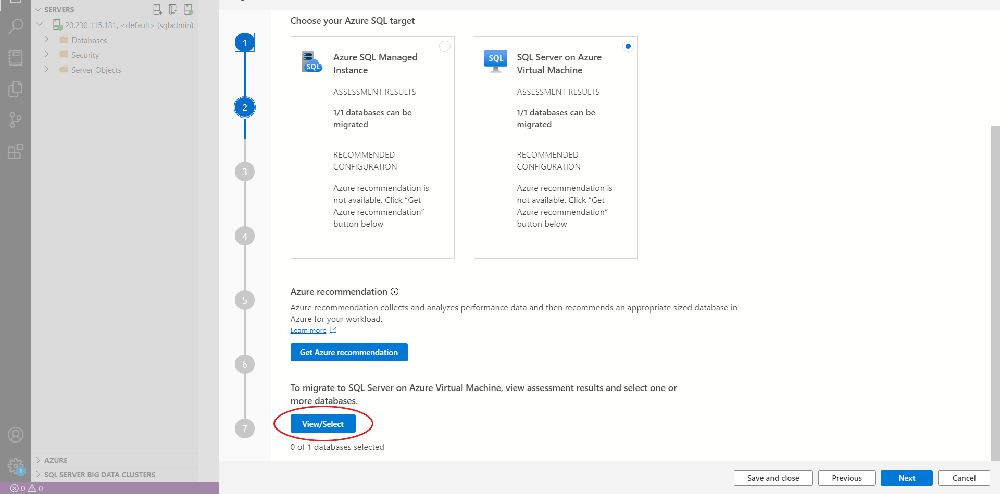 SERVERS
20.230.115.181, <default> (sqladmin)
Databases
Security
Server Objects
AZURE
SQL SERVER BIG DATA CLUSTERS
1
0 0
1
2
3
4
5
6
7
Choose your Azure SQL target
SQL
Azure SQL Managed
Instance
ASSESSMENT RESULTS
1/1 databases can be
migrated
RECOMMENDED
CONFIGURATION
Azure recommendation is
not available. Click “Get
Azure recommendation”
button below
SQL
SQL Server on Azure
Virtual Machine
ASSESSMENT RESULTS
1/1 databases can be
migrated
RECOMMENDED
CONFIGURATION
Azure recommendation is
not available. Click “Get
Azure recommendation”
button below
Azure recommendation
Azure recommendation collects and analyzes performance data and then recommends an appropriate sized database in
Azure for your workload.
Learn more
Get Azure recommendation
To migrate to SQL Server on Azure Virtual Machine, view assessment results and select one or
more databases.
View/Select
0 of 1 databases selected
Save and close
Previous
Next
Cancel